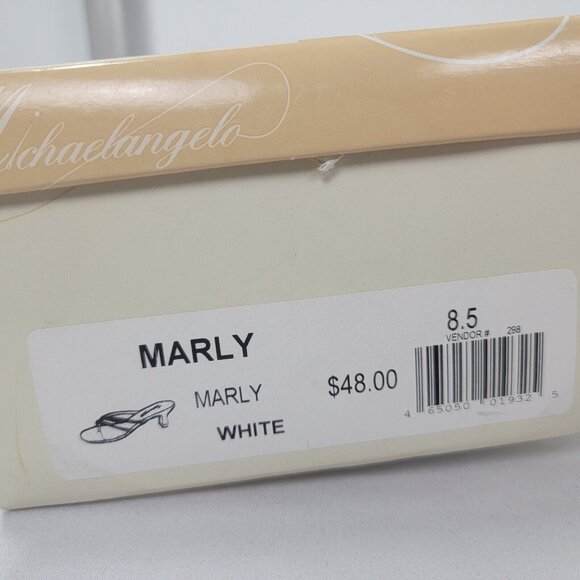 Michaelangelo
MARLY
MARLY
WHITE
$48.00
8.5
VENDOR # 298
4 65050 01932 5